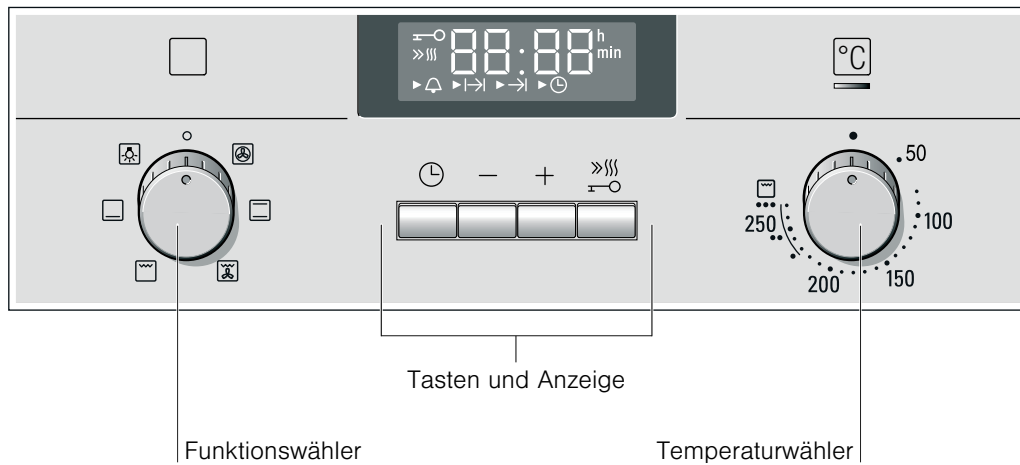 88:88 h
min
°C
50
100
150
200
250
Tasten und Anzeige
Funktionswähler
Temperaturwähler